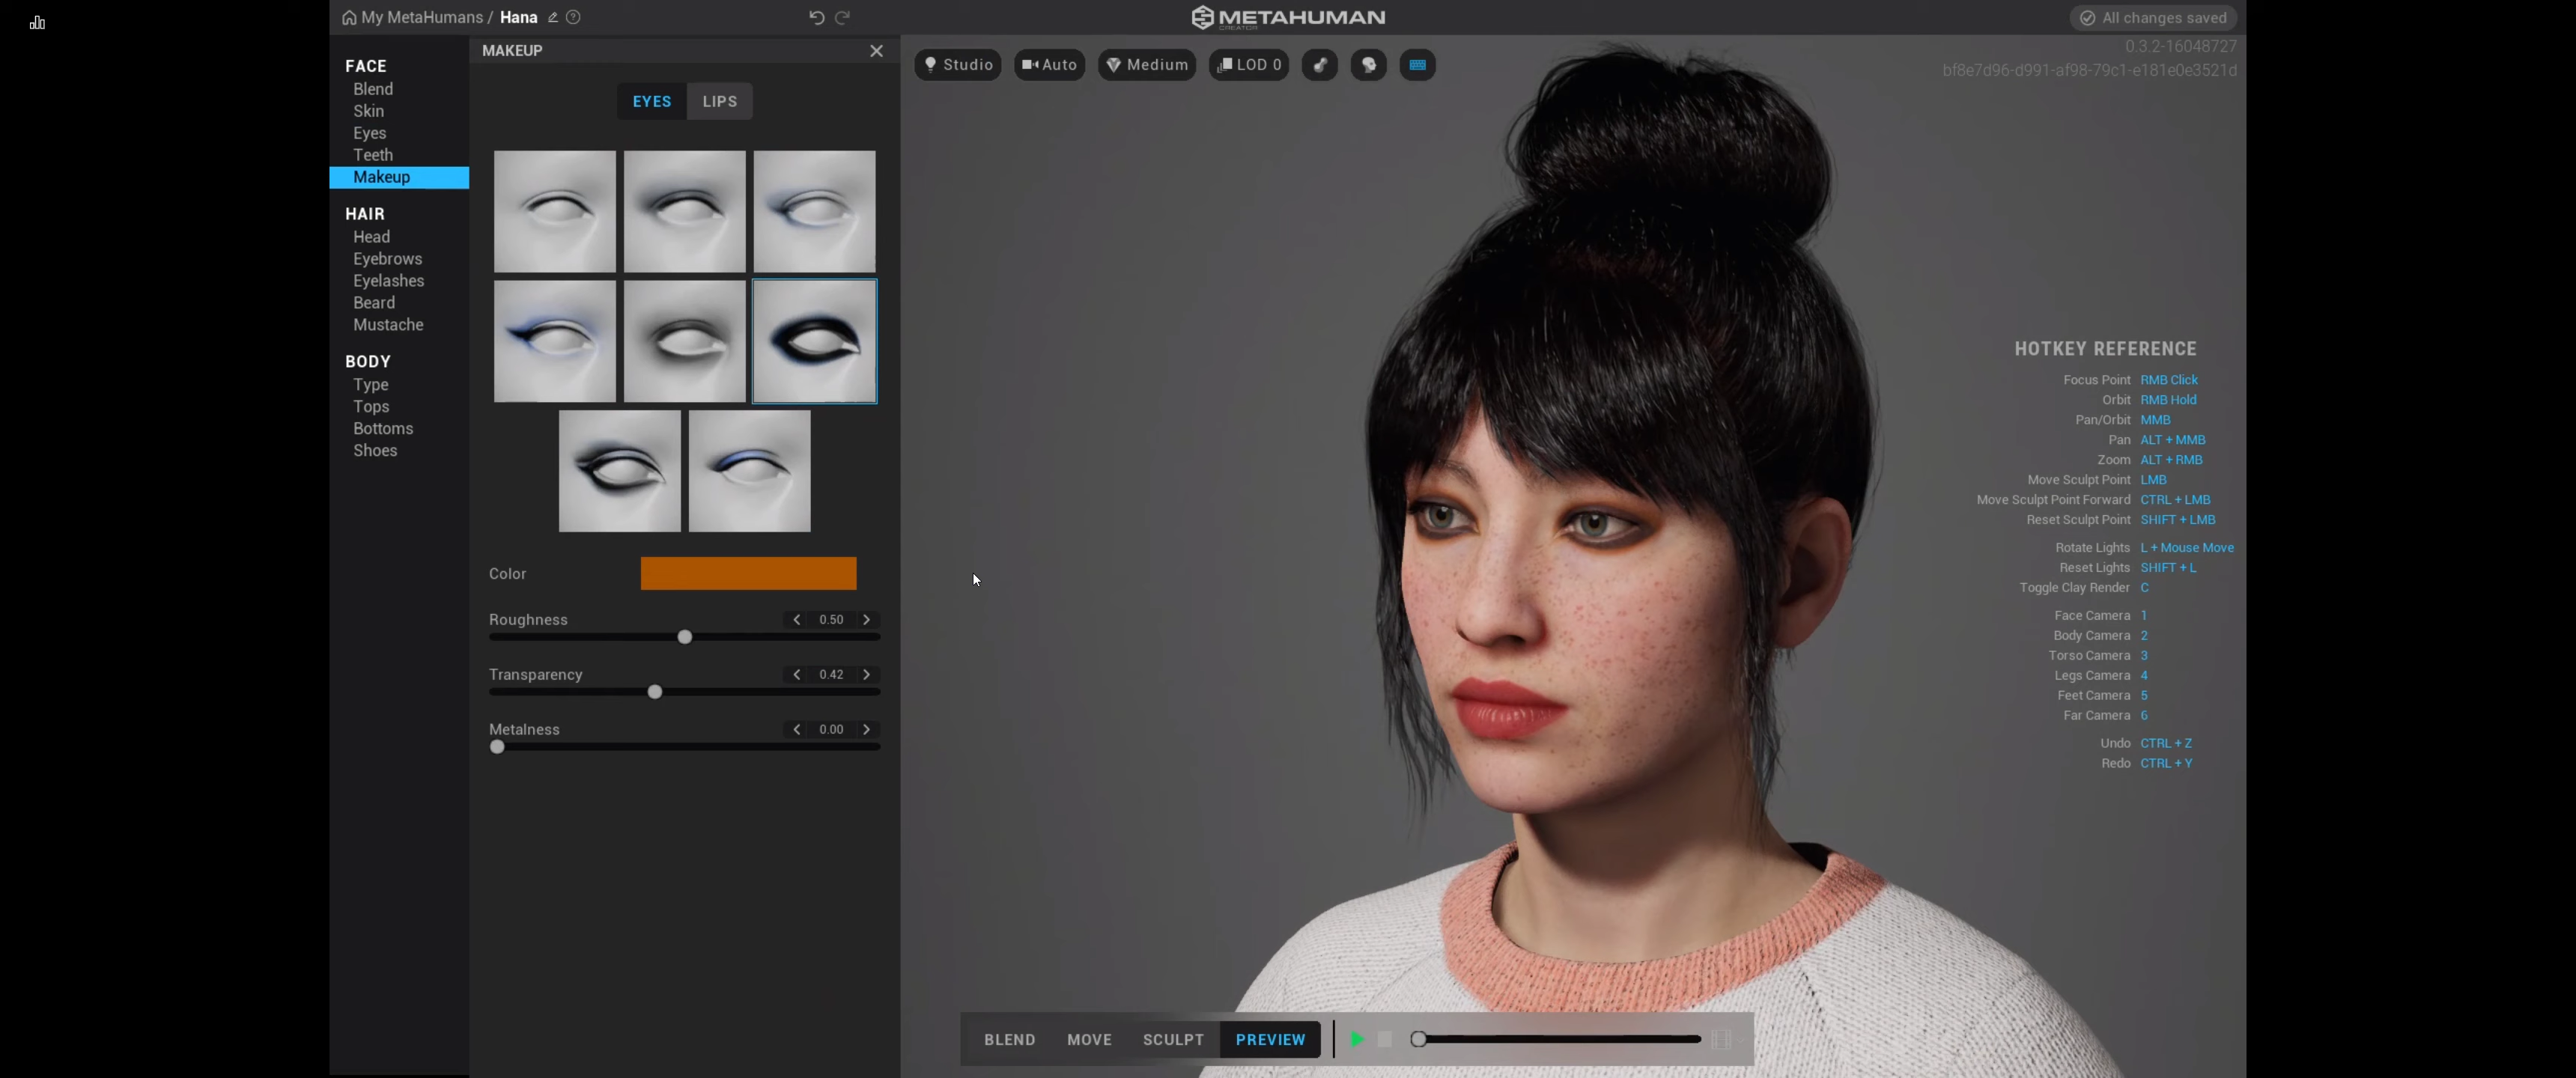 My MetaHumans / Hana
METAHUMAN
CREATOR
All changes saved
0.3.2-16048727
bf8e7d96-d991-af98-79c1-e181e0e3521d
FACE
Blend
Skin
Eyes
Teeth
Makeup
HAIR
Head
Eyebrows
Eyelashes
Beard
Mustache
BODY
Type
Tops
Bottoms
Shoes
MAKEUP
EYES LIPS
Color
Roughness 0.50
Transparency 0.42
Metalness 0.00
Studio Auto Medium LOD 0
HOTKEY REFERENCE
Focus Point RMB Click
Orbit RMB Hold
Pan/Orbit MMB
Pan ALT + MMB
Zoom ALT + RMB
Move Sculpt Point LMB
Move Sculpt Point Forward CTRL + LMB
Reset Sculpt Point SHIFT + LMB
Rotate Lights L + Mouse Move
Reset Lights SHIFT + L
Toggle Clay Render C
Face Camera 1
Body Camera 2
Torso Camera 3
Legs Camera 4
Feet Camera 5
Far Camera 6
Undo CTRL + Z
Redo CTRL + Y
BLEND MOVE SCULPT PREVIEW